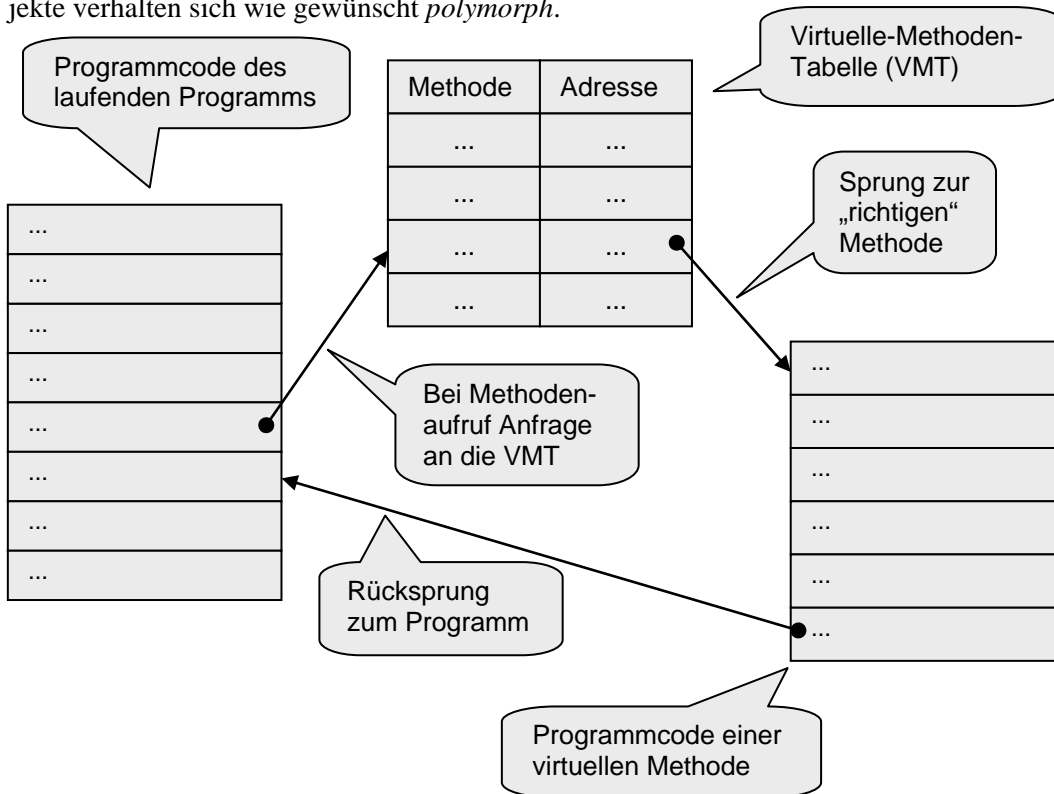 jekte verhalten sich wie gewünscht polymorph.
Programmcode des
laufenden Programms
Methode Adresse
... ...
... ...
... ...
... ...
Virtuelle-Methoden-
Tabelle (VMT)
Sprung zur
„richtigen“
Methode
...
...
...
...
...
...
...
...
Bei Methoden-
aufruf Anfrage
an die VMT
...
...
...
...
...
...
Rücksprung
zum Programm
Programmcode einer
virtuellen Methode